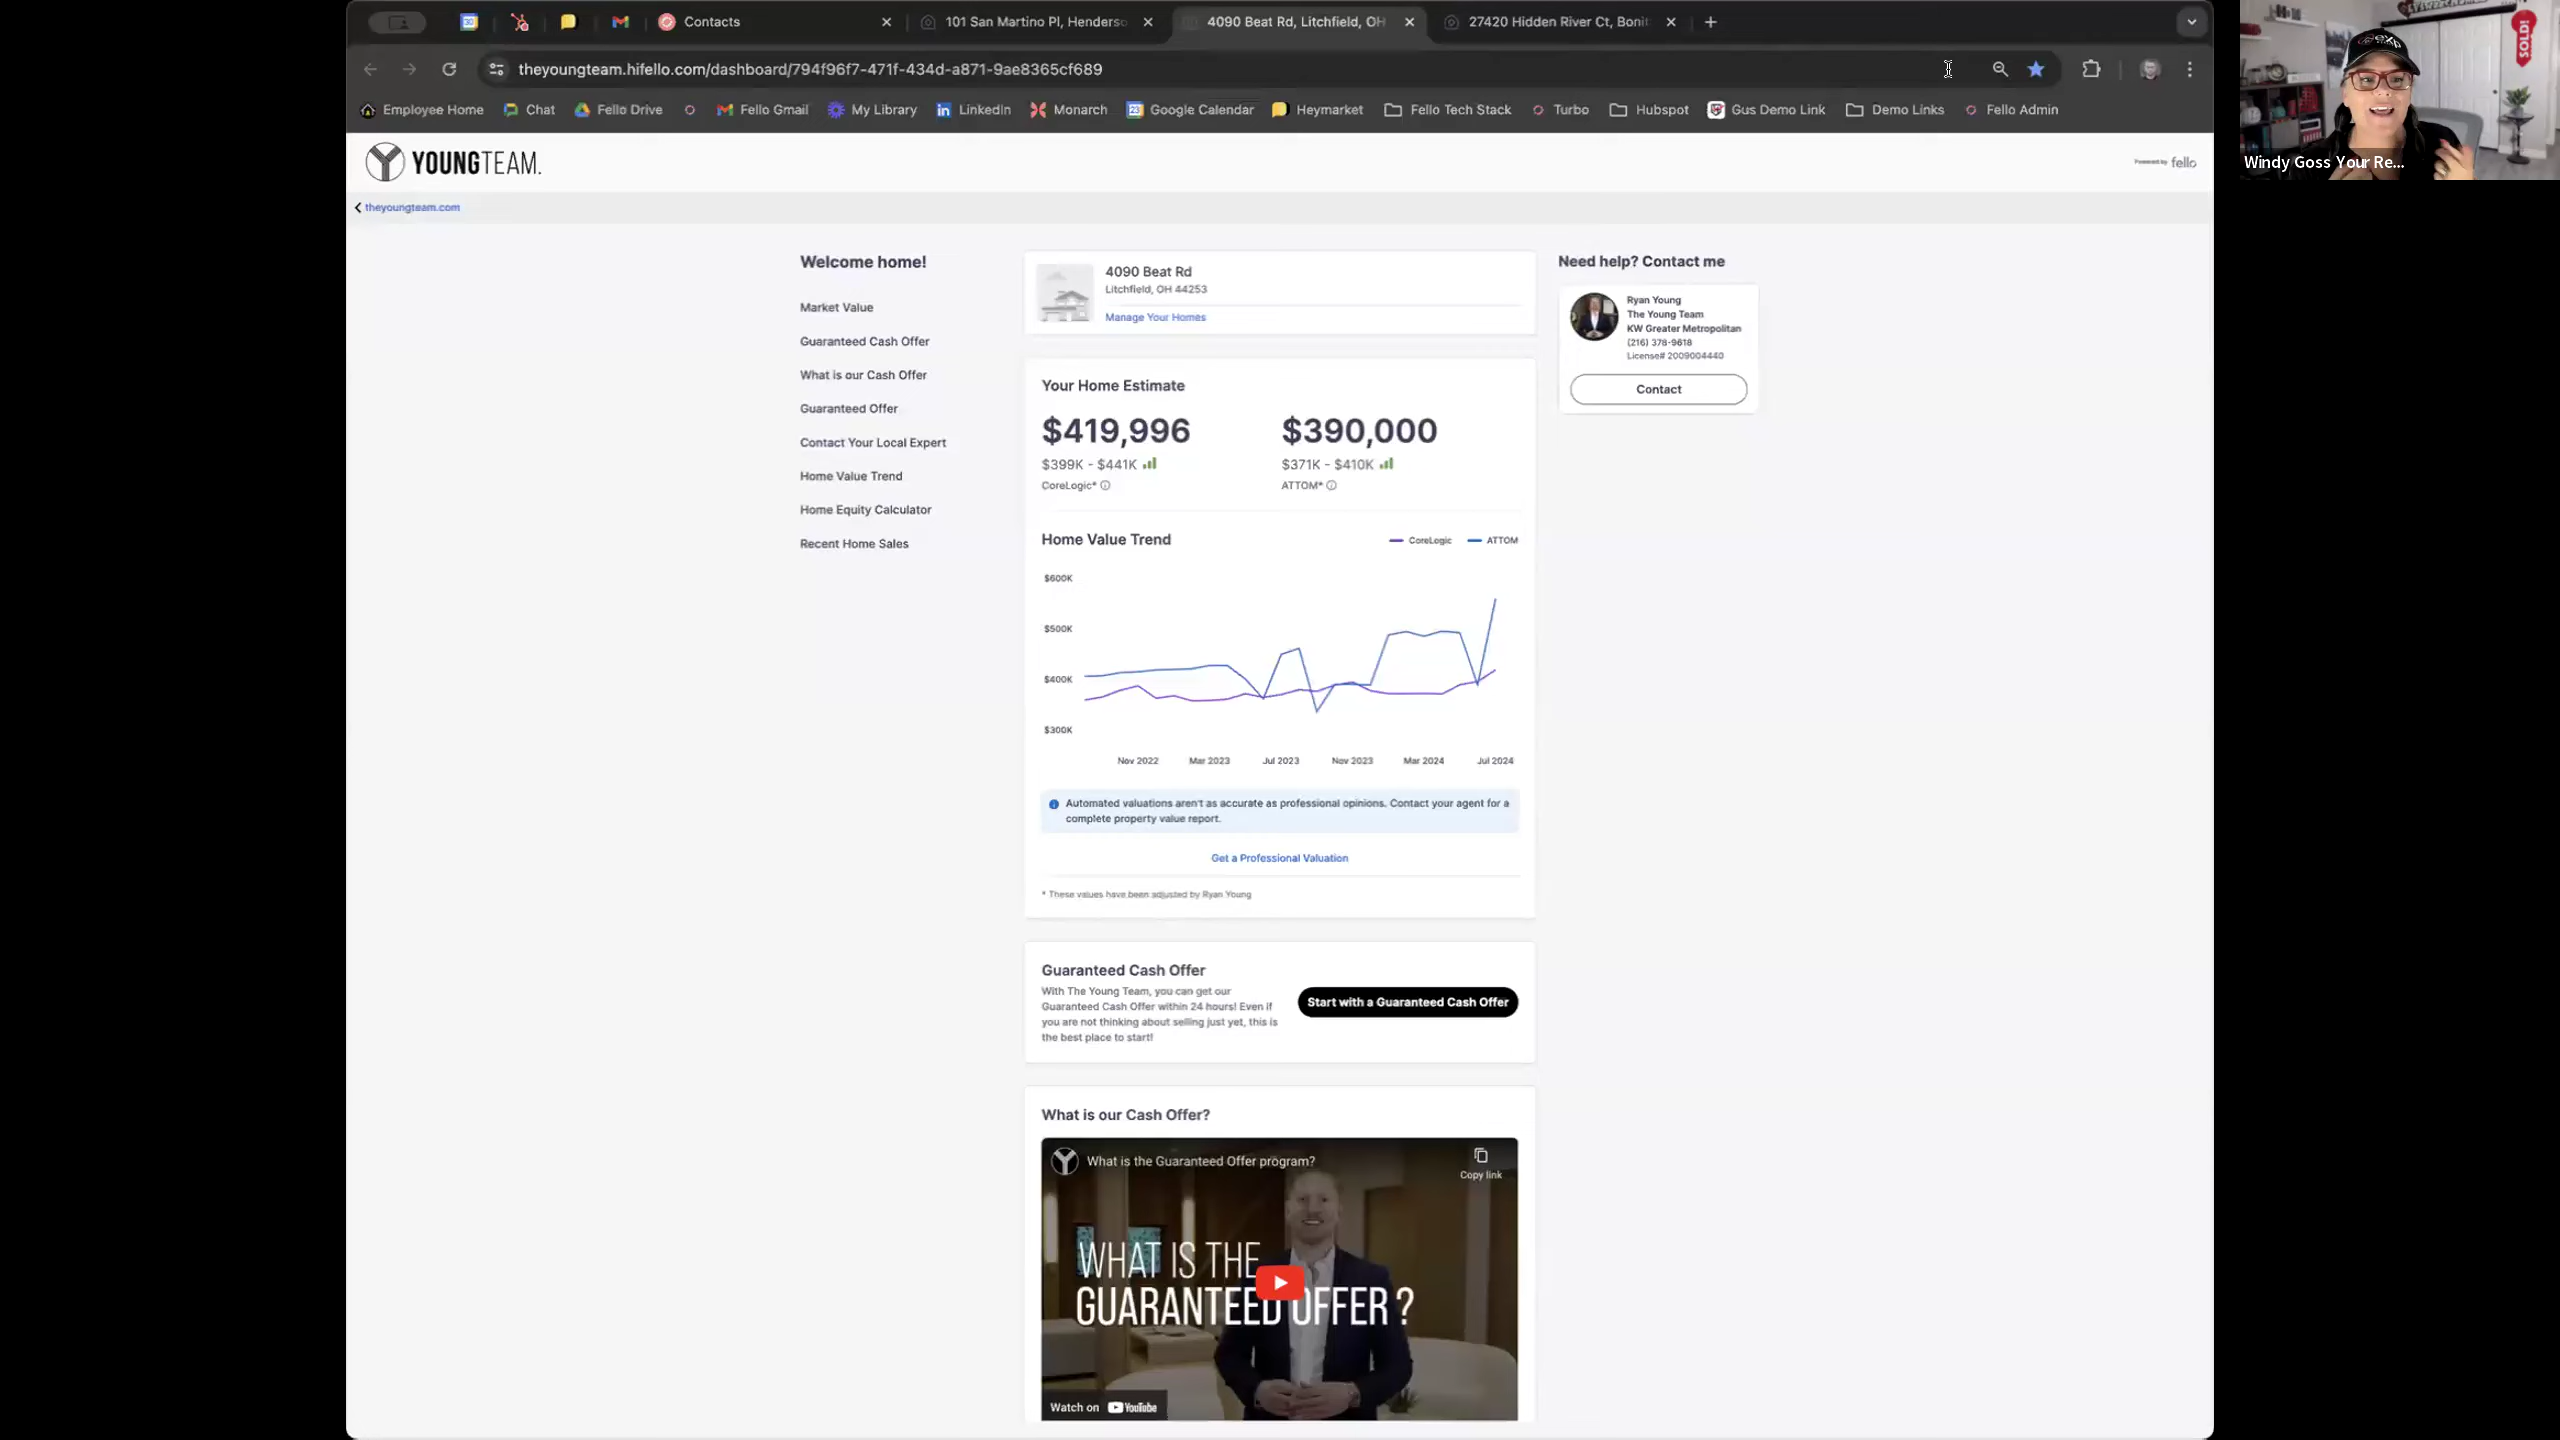 Contacts
101 San Martino Pl, Henderso
4090 Beat Rd, Litchfield, OH
27420 Hidden River Ct, Bonit
theyoungteam.hifello.com/dashboard/794f96f7-471f-434d-a871-9ae8365cf689
Employee Home
Chat
Fello Drive
Fello Gmail
My Library
LinkedIn
Monarch
Google Calendar
Heymarket
Fello Tech Stack
Turbo
Hubspot
Gus Demo Link
Demo Links
Fello Admin
eXp
SOLD!
Windy Goss Your Re...
YOUNGTEAM.
Powered by fello
theyoungteam.com
Welcome home!
Market Value
Guaranteed Cash Offer
What is our Cash Offer
Guaranteed Offer
Contact Your Local Expert
Home Value Trend
Home Equity Calculator
Recent Home Sales
4090 Beat Rd
Litchfield, OH 44253
Manage Your Homes
Need help? Contact me
Ryan Young
The Young Team
KW Greater Metropolitan
(216) 378-9618
License# 2009004440
Contact
Your Home Estimate
$419,996 $390,000
$399K - $441K $371K - $410K
CoreLogic* ATTOM*
Home Value Trend
CoreLogic ATTOM
$600K
$500K
$400K
$300K
Nov 2022 Mar 2023 Jul 2023 Nov 2023 Mar 2024 Jul 2024
Automated valuations aren't as accurate as professional opinions. Contact your agent for a
complete property value report.
Get a Professional Valuation
* These values have been adjusted by Ryan Young
Guaranteed Cash Offer
With The Young Team, you can get our
Guaranteed Cash Offer within 24 hours! Even if
you are not thinking about selling just yet, this is
the best place to start!
Start with a Guaranteed Cash Offer
What is our Cash Offer?
What is the Guaranteed Offer program?
Copy link
WHAT IS THE
GUARANTEED OFFER?
Watch on YouTube